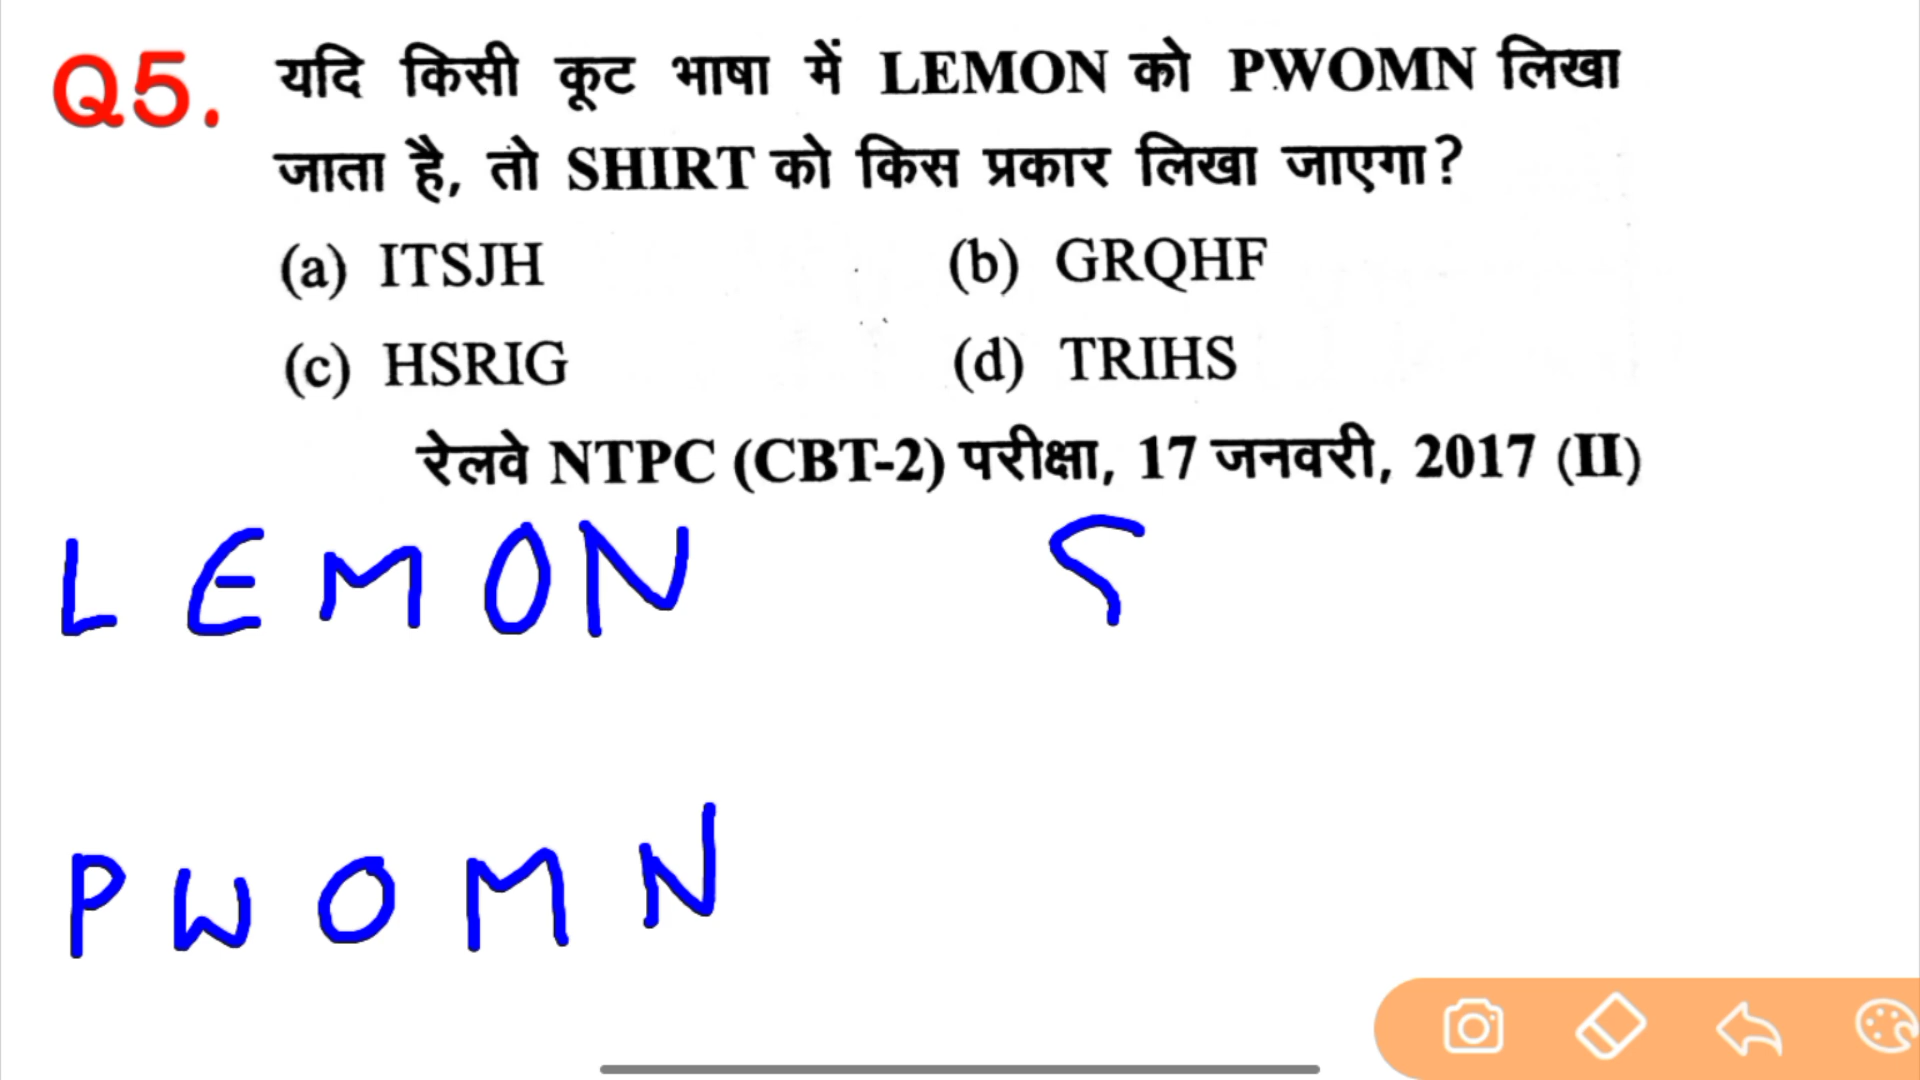 Q5. यदि किसी कूट भाषा में LEMON को PWOMN लिखा
जाता है, तो SHIRT को किस प्रकार लिखा जाएगा?
(a) ITSJH (b) GRQHF
(c) HSRIG (d) TRIHS
रेलवे NTPC (CBT-2) परीक्षा, 17 जनवरी, 2017 (II)
LEMON S
PWOMN